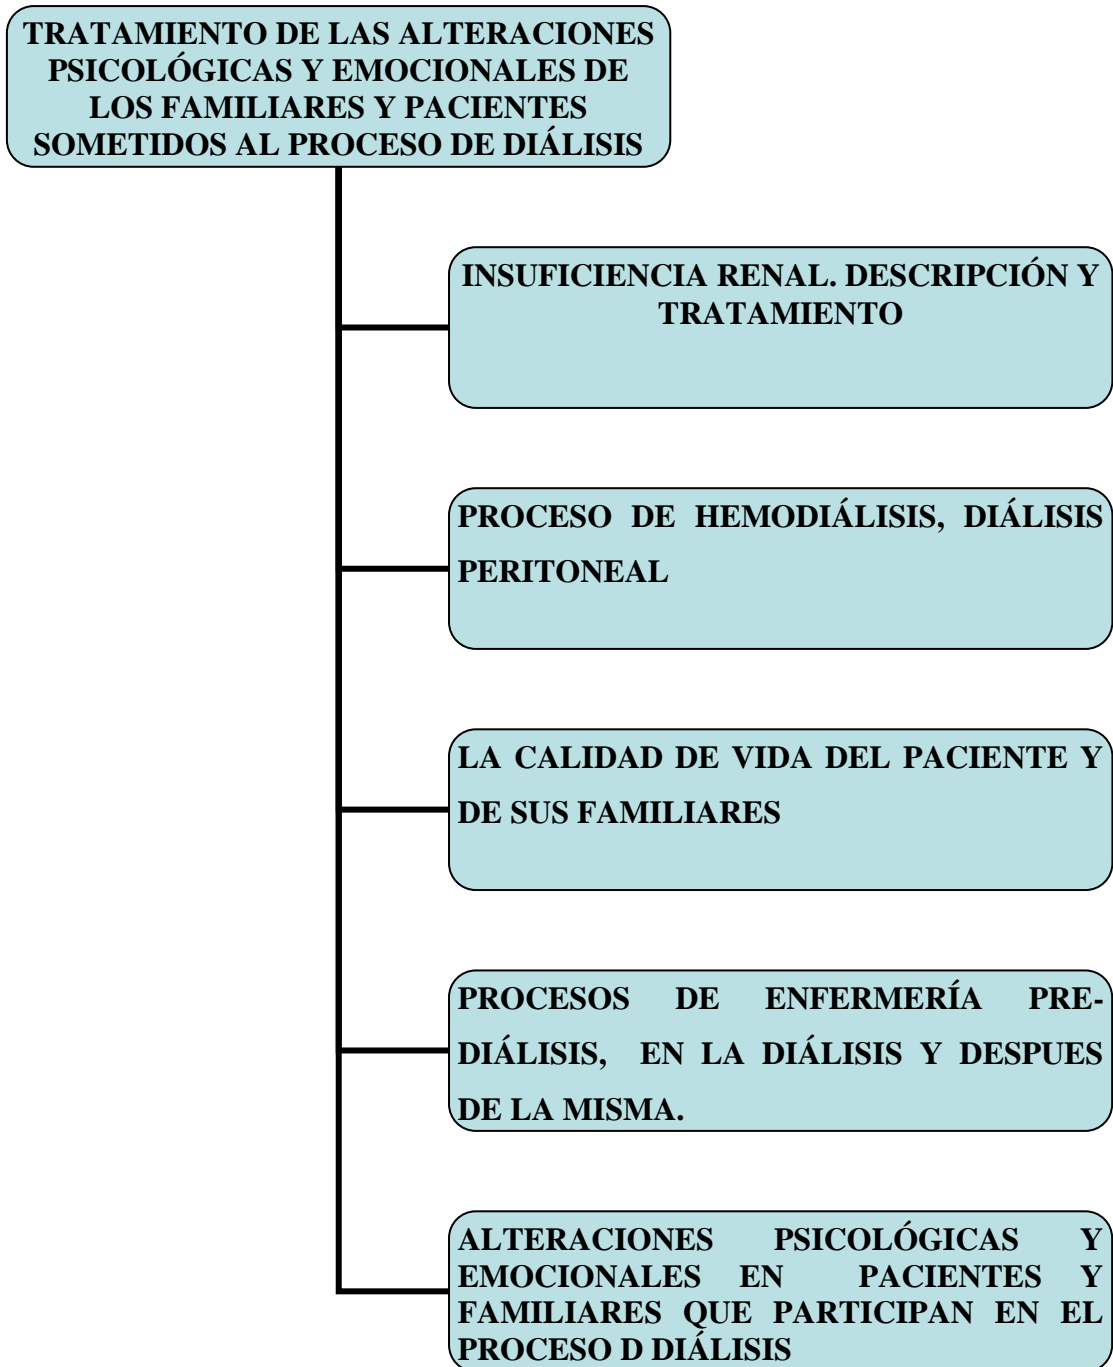 TRATAMIENTO DE LAS ALTERACIONES
PSICOLÓGICAS Y EMOCIONALES DE
LOS FAMILIARES Y PACIENTES
SOMETIDOS AL PROCESO DE DIÁLISIS
INSUFICIENCIA RENAL. DESCRIPCIÓN Y
TRATAMIENTO
PROCESO DE HEMODIÁLISIS, DIÁLISIS
PERITONEAL
LA CALIDAD DE VIDA DEL PACIENTE Y
DE SUS FAMILIARES
PROCESOS DE ENFERMERÍA PRE-
DIÁLISIS, EN LA DIÁLISIS Y DESPUES
DE LA MISMA.
ALTERACIONES PSICOLÓGICAS Y
EMOCIONALES EN PACIENTES Y
FAMILIARES QUE PARTICIPAN EN EL
PROCESO D DIÁLISIS